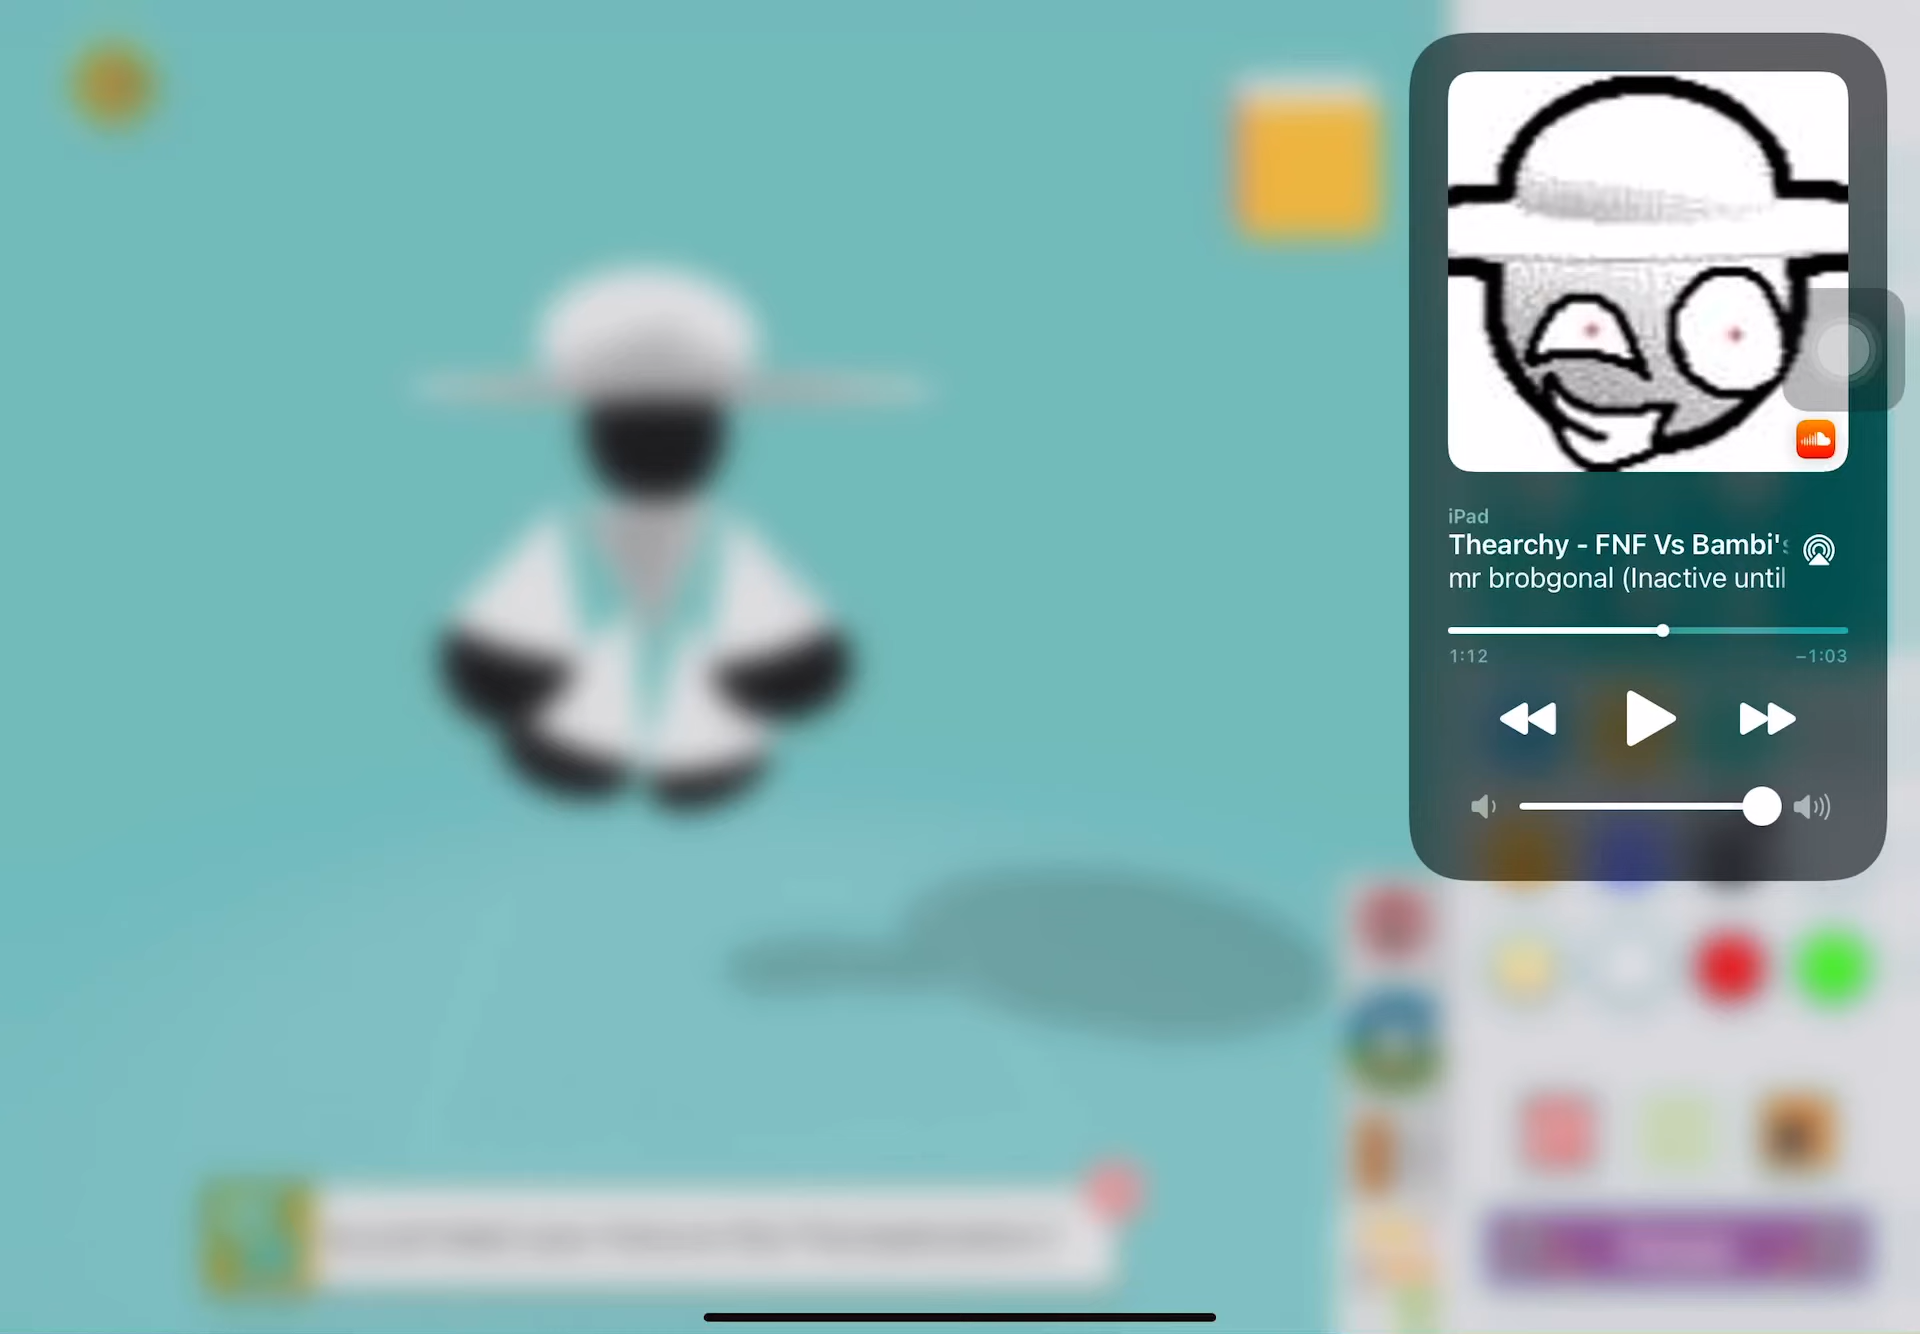 iPad
Thearchy - FNF Vs Bambi's
mr brobgonal (Inactive until
1:12
−1:03